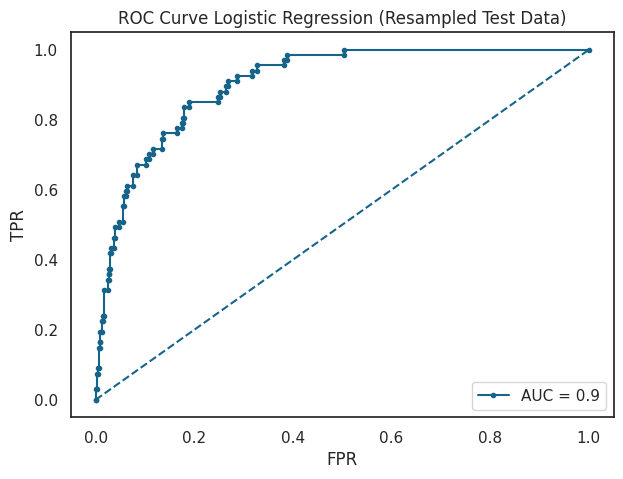 ROC Curve Logistic Regression (Resampled Test Data)
1.0
0.8
0.6
0.4
0.2
0.0
TPR
0.0 0.2 0.4 0.6 0.8 1.0
FPR
AUC = 0.9